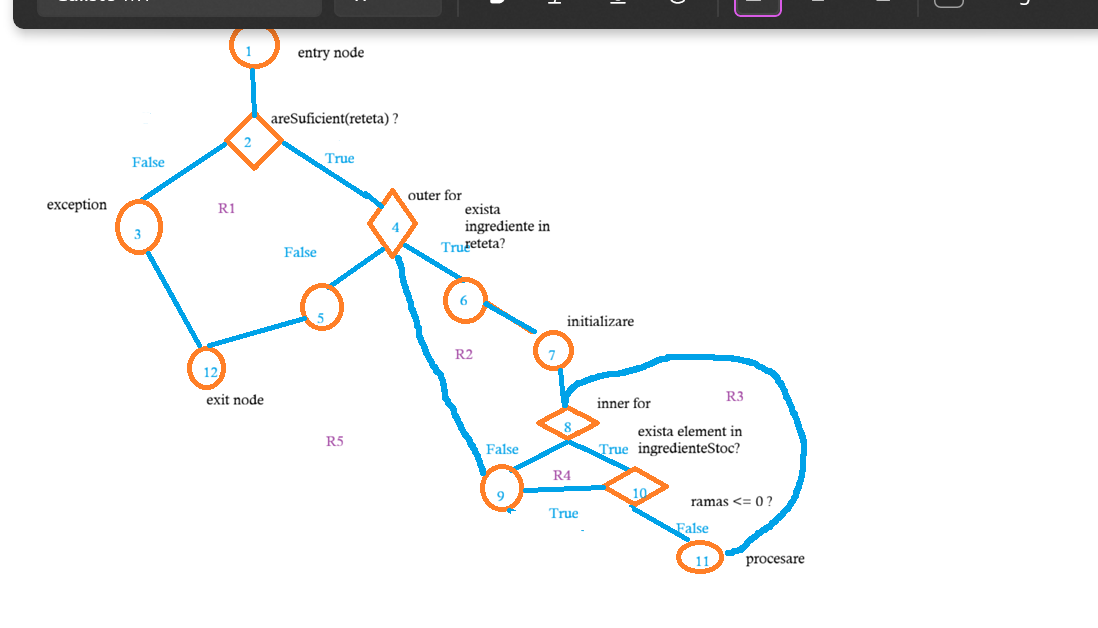 1
entry node
areSuficient(reteta) ?
2
False
True
exception
R1
outer for
exista
ingrediente in
reteta?
3
4
False
True
6
5
initializare
7
R2
12
exit node
R3
inner for
8
exista element in
ingredienteStoc?
R5
False
True
R4
9
10
ramas <= 0 ?
True
False
11
procesare